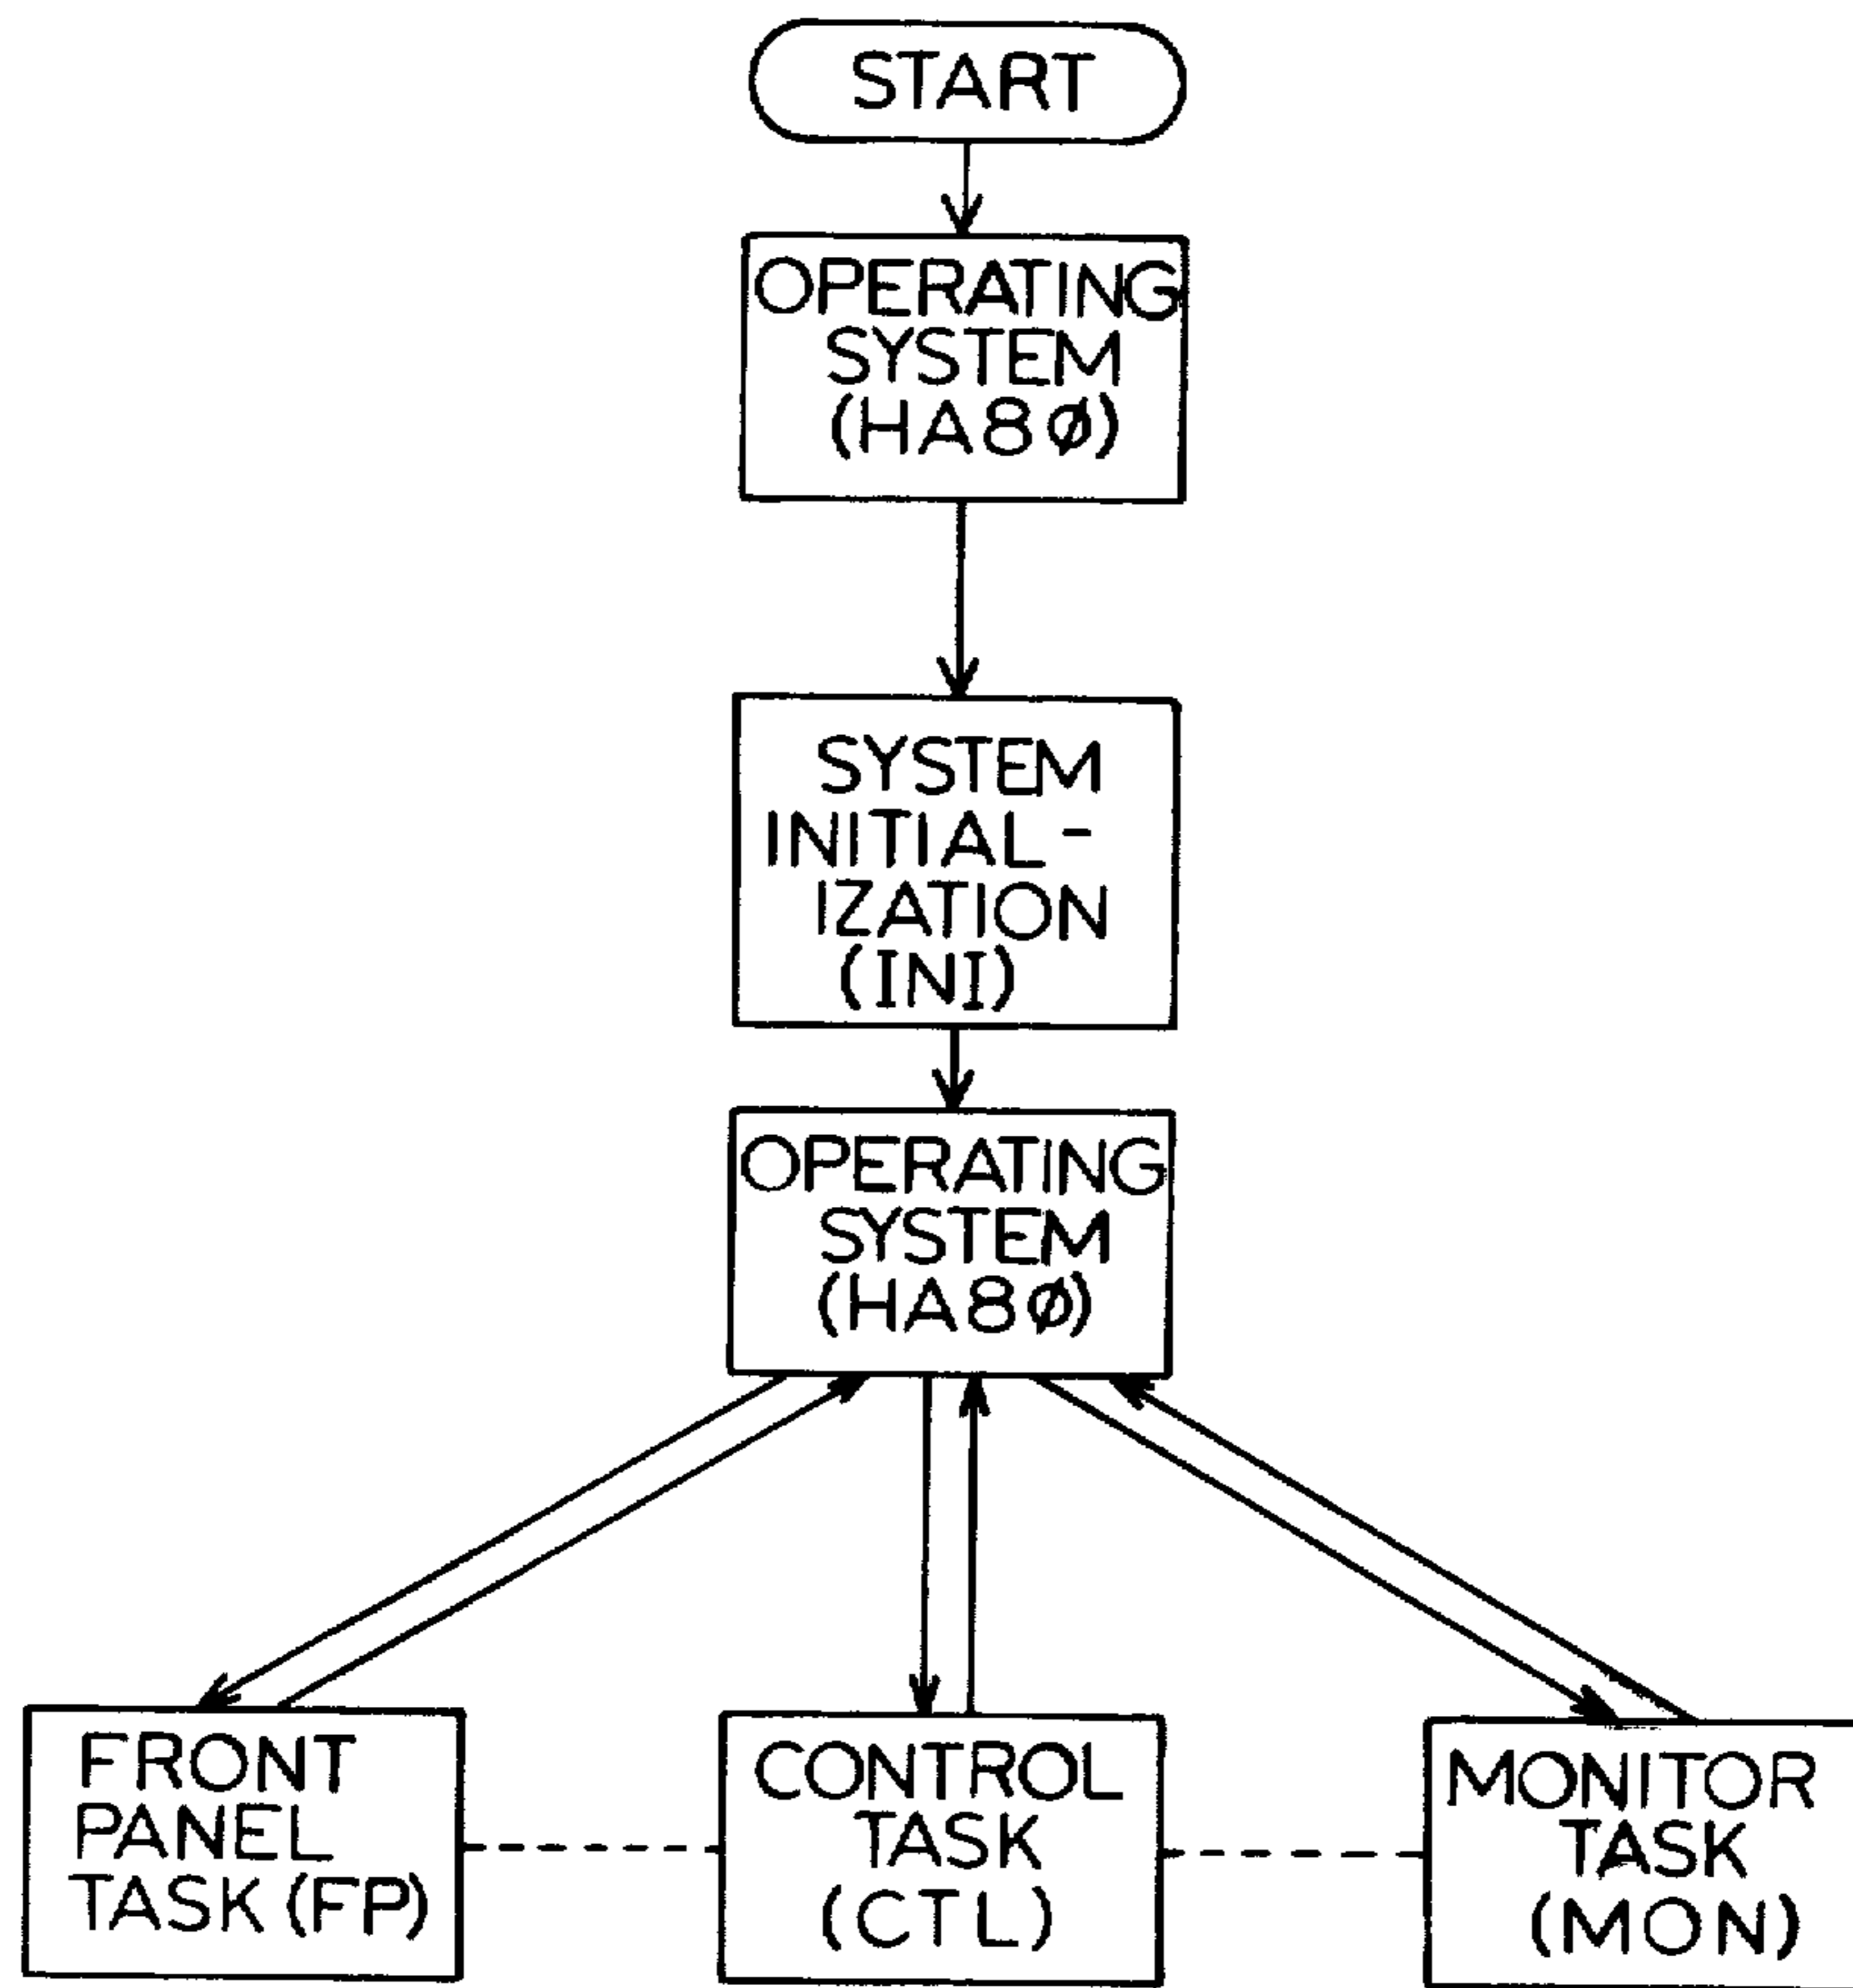 START
OPERATING
SYSTEM
(HA8Ø)
SYSTEM
INITIAL-
IZATION
(INI)
OPERATING
SYSTEM
(HA8Ø)
FRONT
PANEL
TASK (FP)
CONTROL
TASK
(CTL)
MONITOR
TASK
(MON)